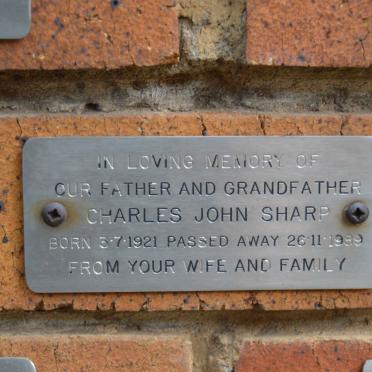 IN LOVING MEMORY OF
OUR FATHER AND GRANDFATHER
CHARLES JOHN SHARP
BORN 3·7·1921 PASSED AWAY 26·11·1989
FROM YOUR WIFE AND FAMILY